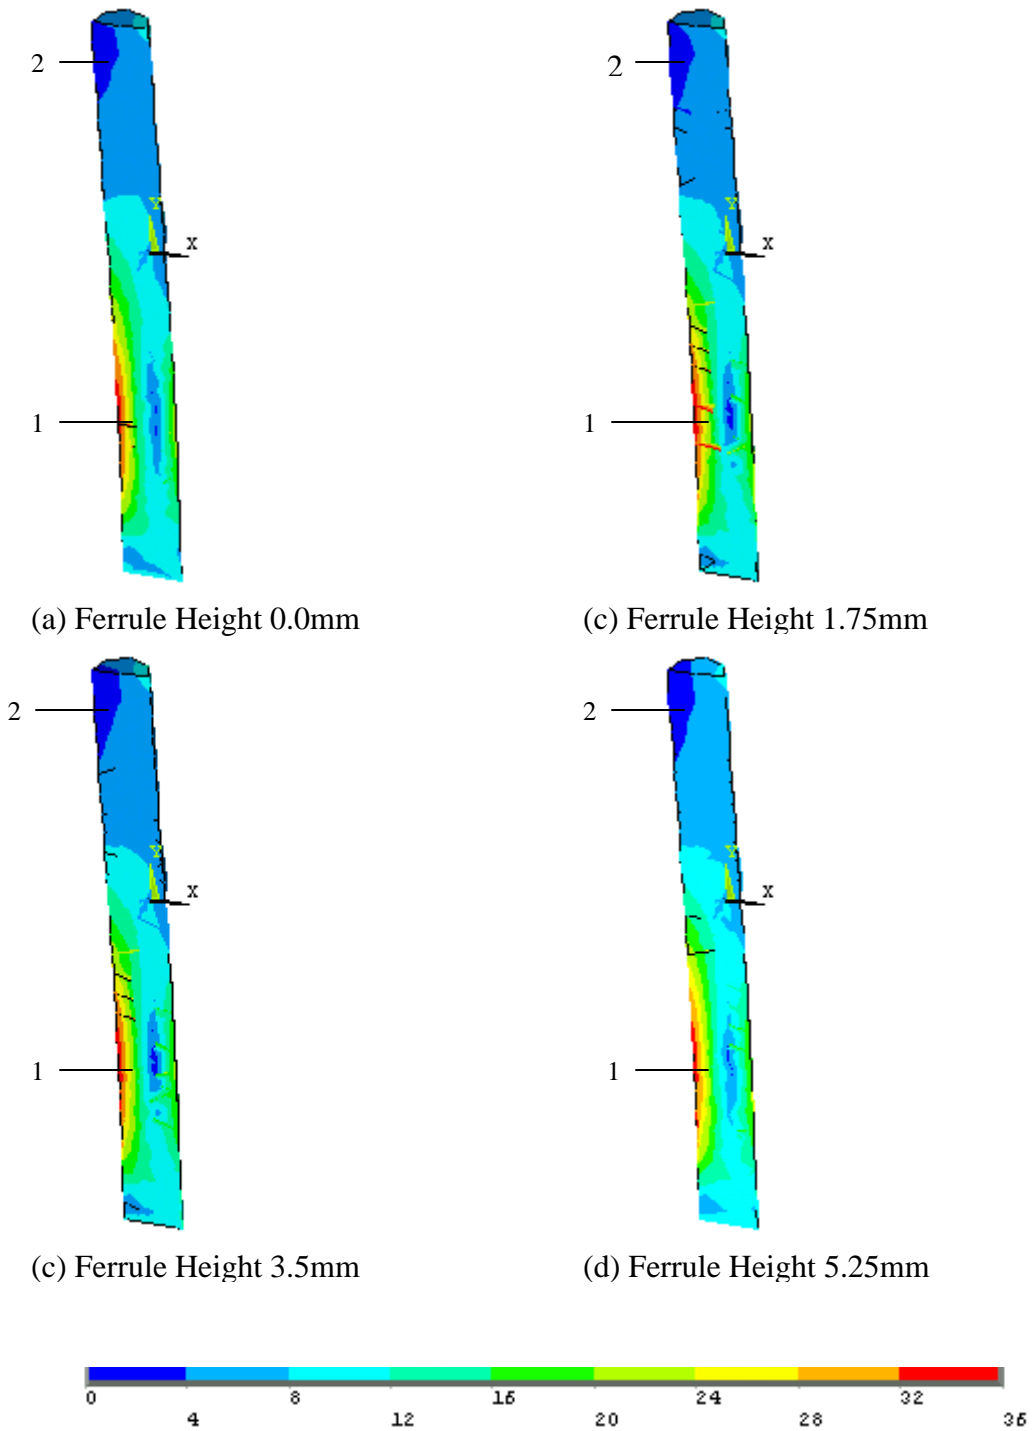 2
Y
X
1
(a) Ferrule Height 0.0mm
2
Y
X
1
(c) Ferrule Height 1.75mm
2
Y
X
1
(c) Ferrule Height 3.5mm
2
Y
X
1
(d) Ferrule Height 5.25mm
0 8 16 24 32
4 12 20 28 36